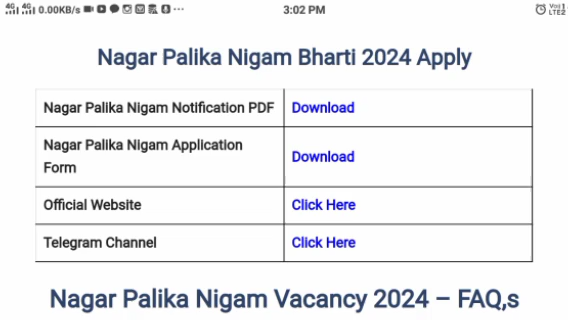 4G 4G 0.00KB/s ... 3:02 PM LTE2
Nagar Palika Nigam Bharti 2024 Apply
Nagar Palika Nigam Notification PDF Download
Nagar Palika Nigam Application
Form Download
Official Website Click Here
Telegram Channel Click Here
Nagar Palika Nigam Vacancy 2024 – FAQ,s